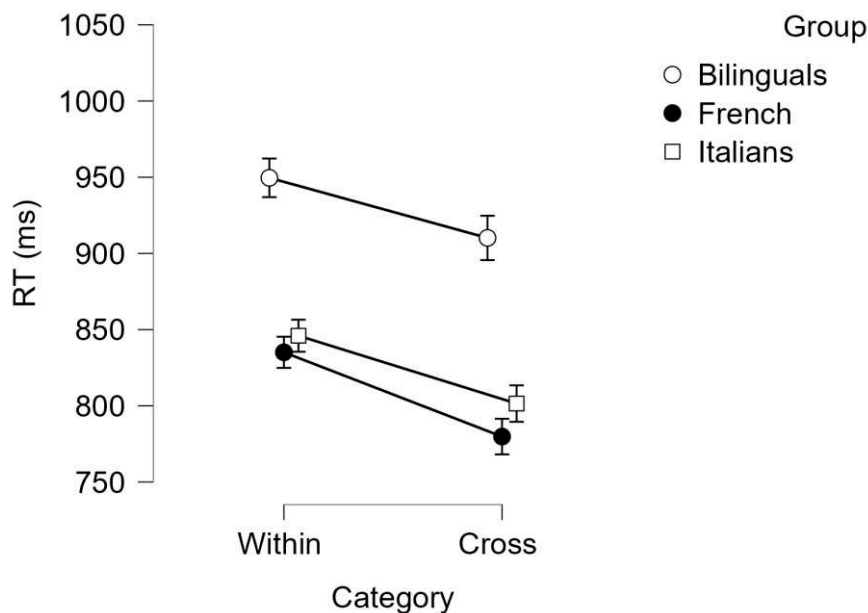 Group
Bilinguals
French
Italians
1050
1000
950
900
850
800
750
RT (ms)
Within
Cross
Category